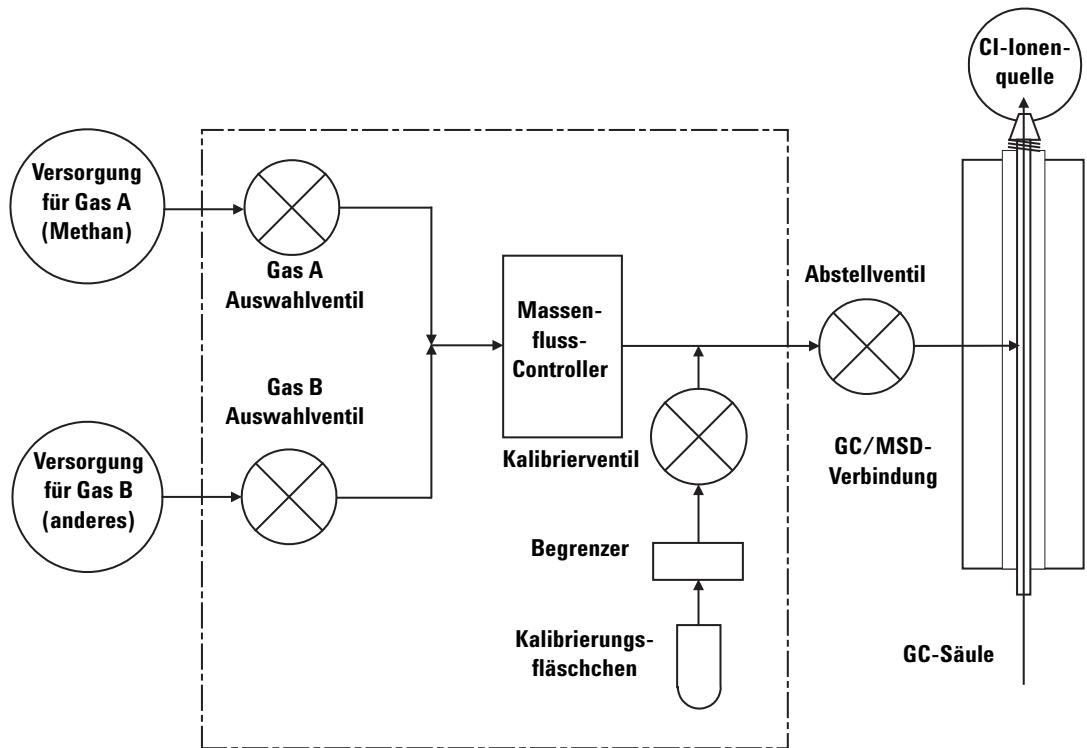 CI-Ionen-
quelle
Versorgung
für Gas A
(Methan)
Gas A
Auswahlventil
Massen-
fluss-
Controller
Abstellventil
Gas B
Auswahlventil
Versorgung
für Gas B
(anderes)
Kalibrierventil
GC/MSD-
Verbindung
Begrenzer
Kalibrierungs-
fläschchen
GC-Säule